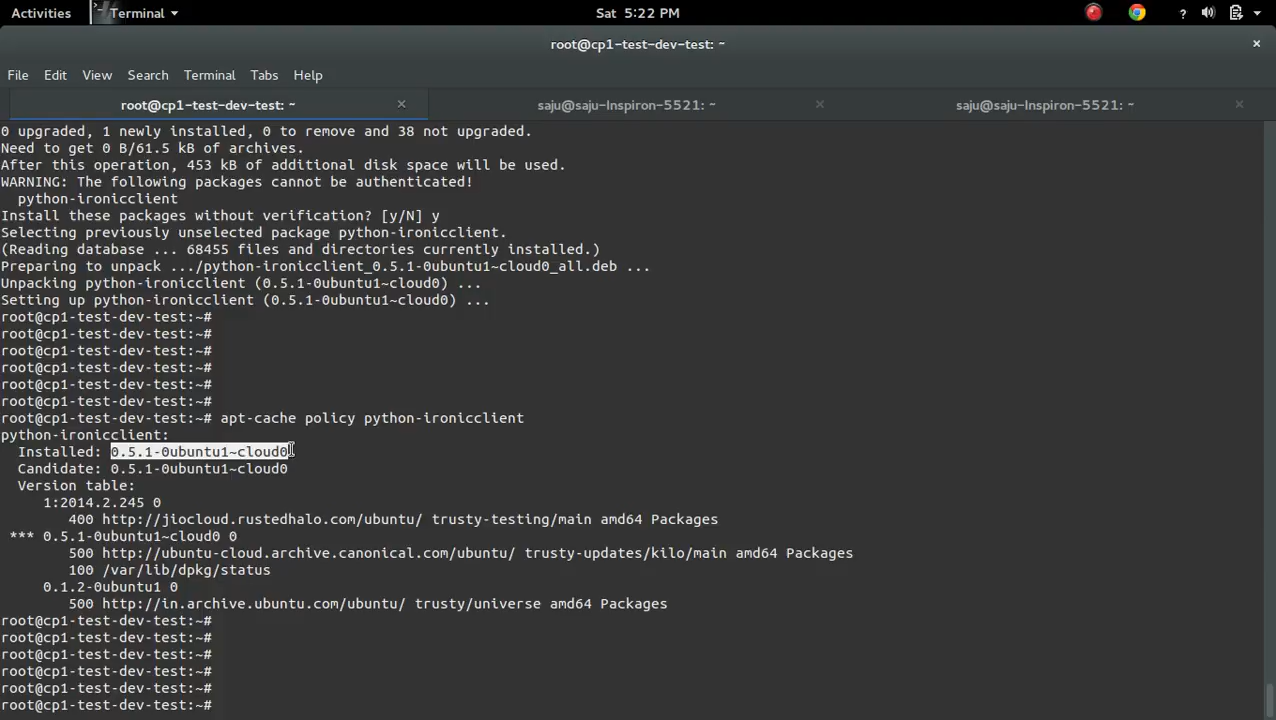 Activities Terminal Sat 5:22 PM ?
root@cp1-test-dev-test: ~ ×
File Edit View Search Terminal Tabs Help
root@cp1-test-dev-test: ~ × saju@saju-Inspiron-5521: ~ × saju@saju-Inspiron-5521: ~ ×
0 upgraded, 1 newly installed, 0 to remove and 38 not upgraded.
Need to get 0 B/61.5 kB of archives.
After this operation, 453 kB of additional disk space will be used.
WARNING: The following packages cannot be authenticated!
  python-ironicclient
Install these packages without verification? [y/N] y
Selecting previously unselected package python-ironicclient.
(Reading database ... 68455 files and directories currently installed.)
Preparing to unpack .../python-ironicclient_0.5.1-0ubuntu1~cloud0_all.deb ...
Unpacking python-ironicclient (0.5.1-0ubuntu1~cloud0) ...
Setting up python-ironicclient (0.5.1-0ubuntu1~cloud0) ...
root@cp1-test-dev-test:~#
root@cp1-test-dev-test:~#
root@cp1-test-dev-test:~#
root@cp1-test-dev-test:~#
root@cp1-test-dev-test:~#
root@cp1-test-dev-test:~#
root@cp1-test-dev-test:~# apt-cache policy python-ironicclient
python-ironicclient:
  Installed: 0.5.1-0ubuntu1~cloud0
  Candidate: 0.5.1-0ubuntu1~cloud0
  Version table:
     1:2014.2.245 0
        400 http://jiocloud.rustedhalo.com/ubuntu/ trusty-testing/main amd64 Packages
 *** 0.5.1-0ubuntu1~cloud0 0
        500 http://ubuntu-cloud.archive.canonical.com/ubuntu/ trusty-updates/kilo/main amd64 Packages
        100 /var/lib/dpkg/status
     0.1.2-0ubuntu1 0
        500 http://in.archive.ubuntu.com/ubuntu/ trusty/universe amd64 Packages
root@cp1-test-dev-test:~#
root@cp1-test-dev-test:~#
root@cp1-test-dev-test:~#
root@cp1-test-dev-test:~#
root@cp1-test-dev-test:~#
root@cp1-test-dev-test:~#